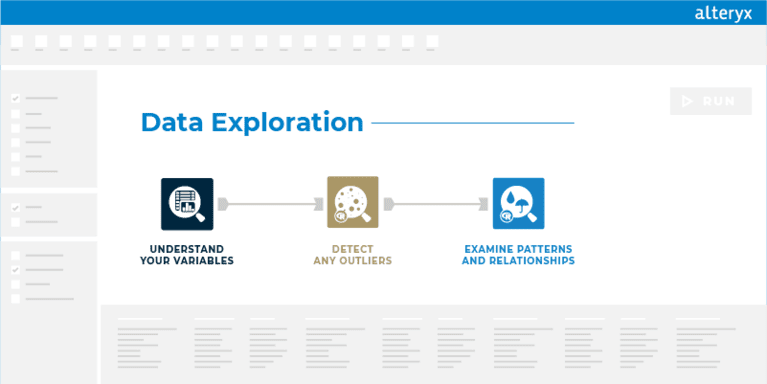 alteryx
RUN
Data Exploration
UNDERSTAND
YOUR VARIABLES
DETECT
ANY OUTLIERS
EXAMINE PATTERNS
AND RELATIONSHIPS